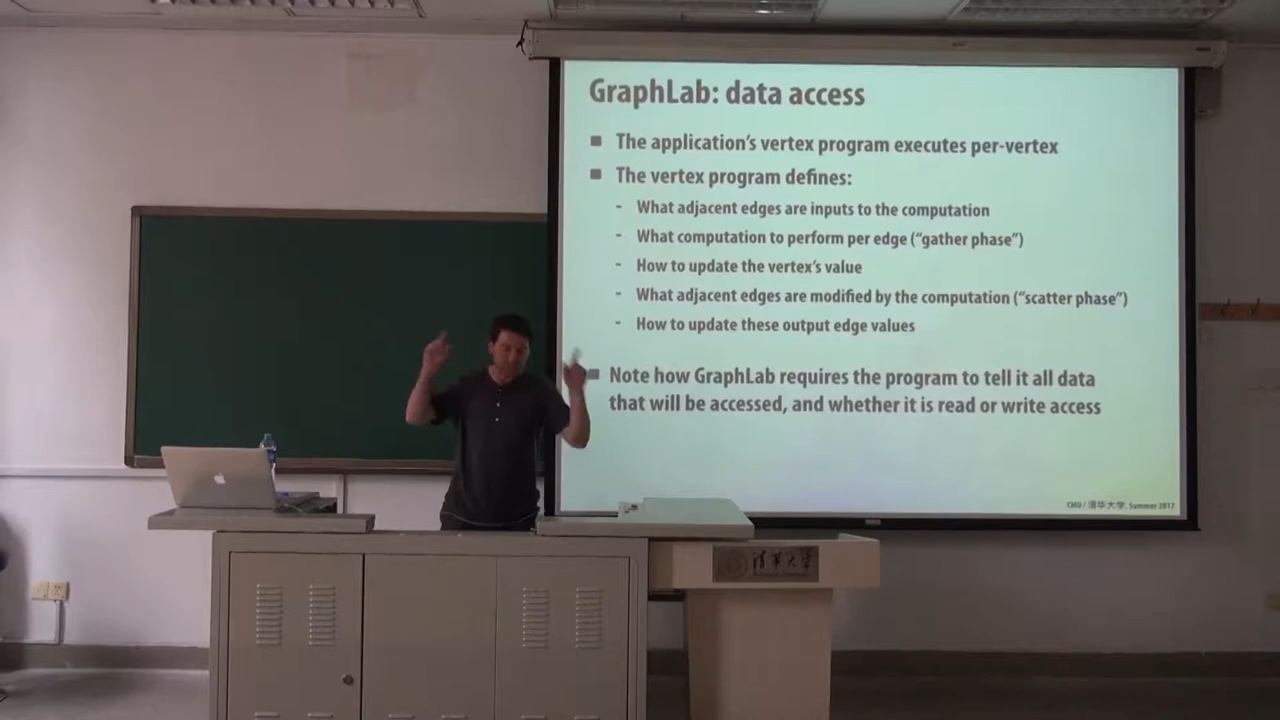 GraphLab: data access
The application's vertex program executes per-vertex
The vertex program defines:
- What adjacent edges are inputs to the computation
- What computation to perform per edge (“gather phase”)
- How to update the vertex's value
- What adjacent edges are modified by the computation (“scatter phase”)
- How to update these output edge values
Note how GraphLab requires the program to tell it all data
that will be accessed, and whether it is read or write access
CMU / 清华大学, Summer 2017
清華大学